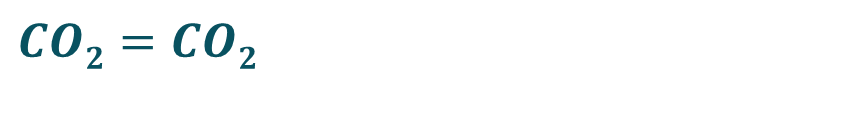 CO₂ = CO₂